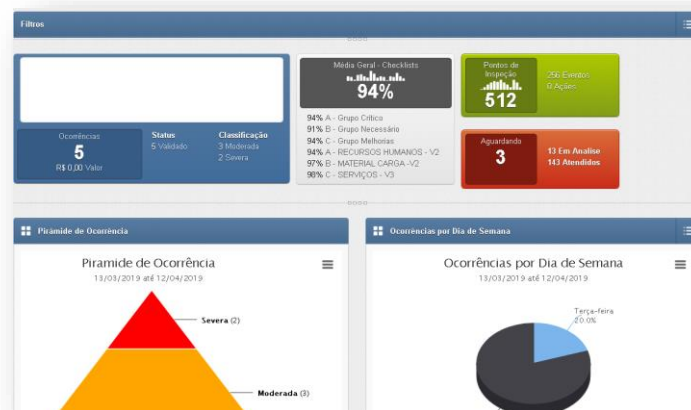 Filtros
Ocorrências
5
R$ 0,00 Valor
Status
5 Validado
Classificação
3 Moderada
2 Severa
Média Geral - Checklists
94%
94% A - Grupo Crítico
91% B - Grupo Necessário
94% C - Grupo Melhorias
94% A - RECURSOS HUMANOS - V2
97% B - MATERIAL CARGA -V2
98% C - SERVIÇOS - V3
Pontos de
Inspeção
512
256 Eventos
0 Ações
Aguardando
3
13 Em Analise
143 Atendidos
Pirâmide de Ocorrência
Piramide de Ocorrência
13/03/2019 até 12/04/2019
Severa (2)
Moderada (3)
Ocorrências por Dia de Semana
Ocorrências por Dia de Semana
13/03/2019 até 12/04/2019
Terça-feira
20.0%